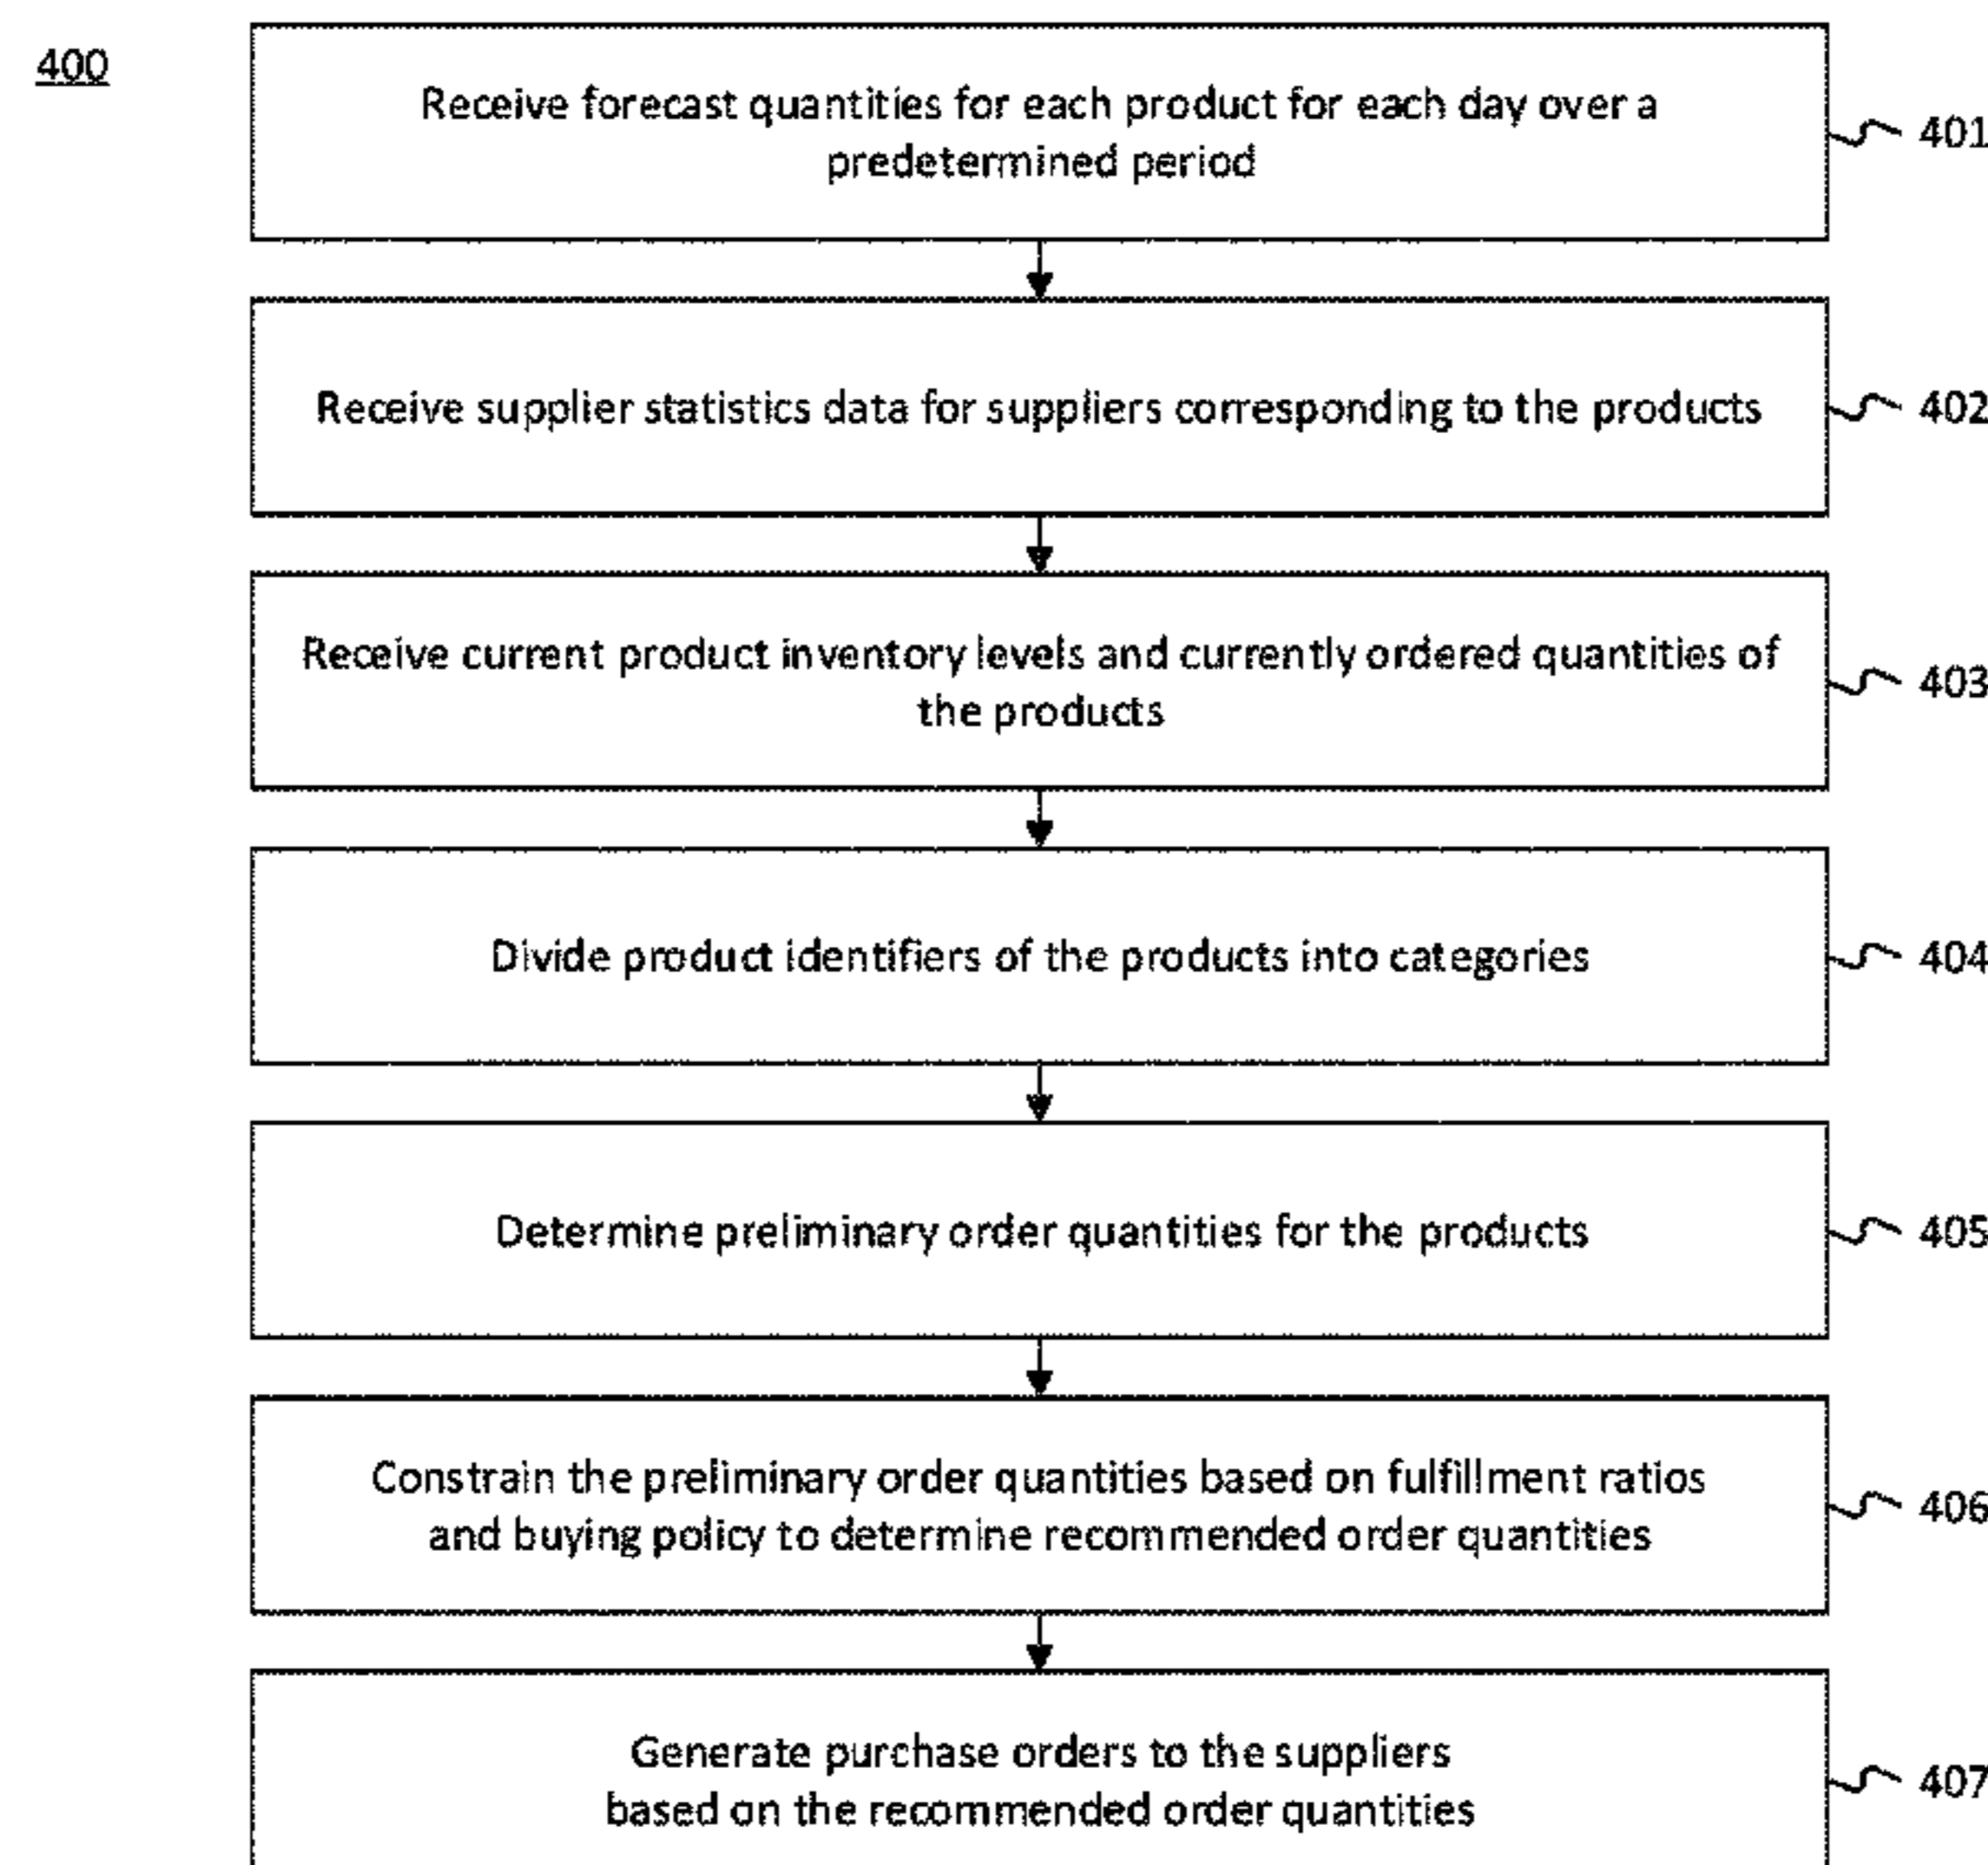 400
Receive forecast quantities for each product for each day over a
predetermined period
401
Receive supplier statistics data for suppliers corresponding to the products
402
Receive current product inventory levels and currently ordered quantities of
the products
403
Divide product identifiers of the products into categories
404
Determine preliminary order quantities for the products
405
Constrain the preliminary order quantities based on fulfillment ratios
and buying policy to determine recommended order quantities
406
Generate purchase orders to the suppliers
based on the recommended order quantities
407